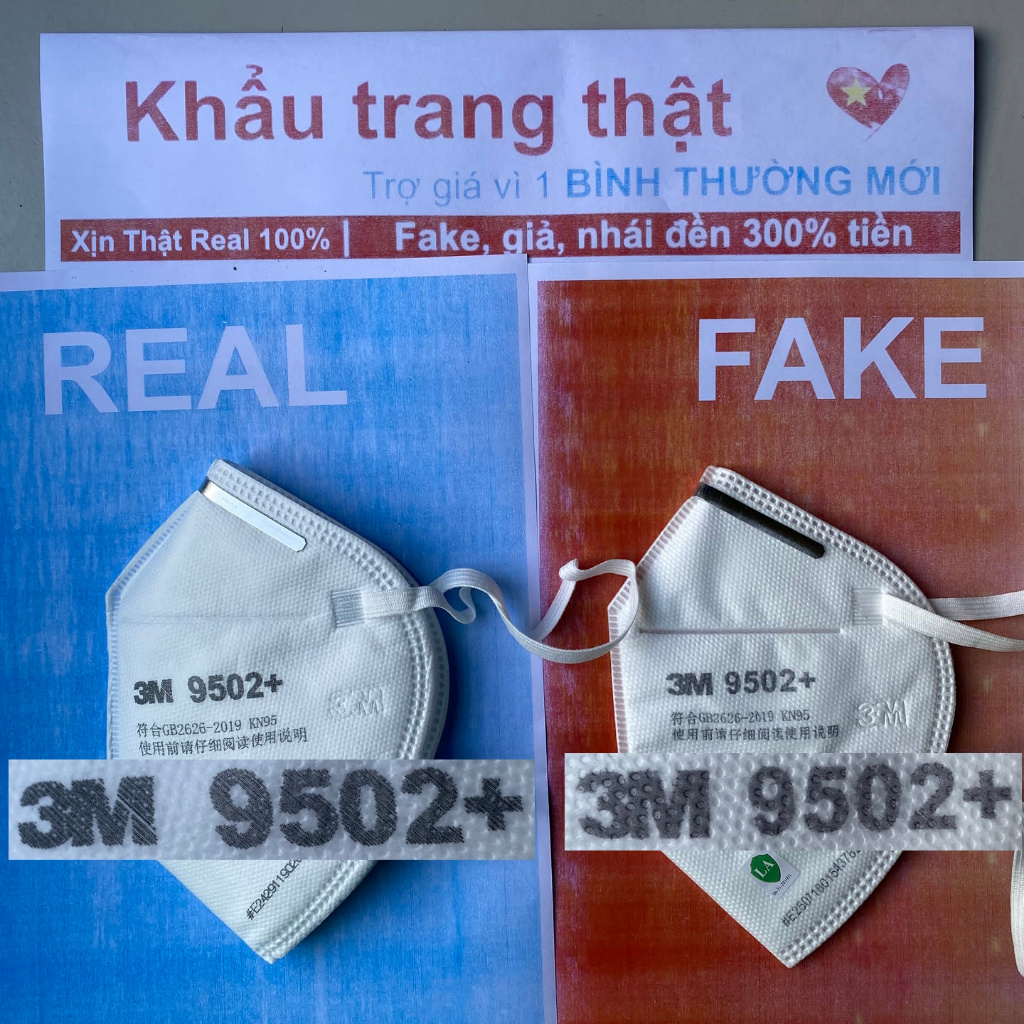 Khẩu trang thật
Trợ giá vì 1 BÌNH THƯỜNG MỚI
Xịn Thật Real 100% | Fake, giả, nhái đền 300% tiền
REAL
FAKE
3M 9502+
3M
符合GB2626-2019 KN95
使用前请仔细阅读使用说明
3M 9502+
3M
符合GB2626-2019 KN95
使用前请仔细阅浅使用说明
3M 9502+
3M 9502+
LA